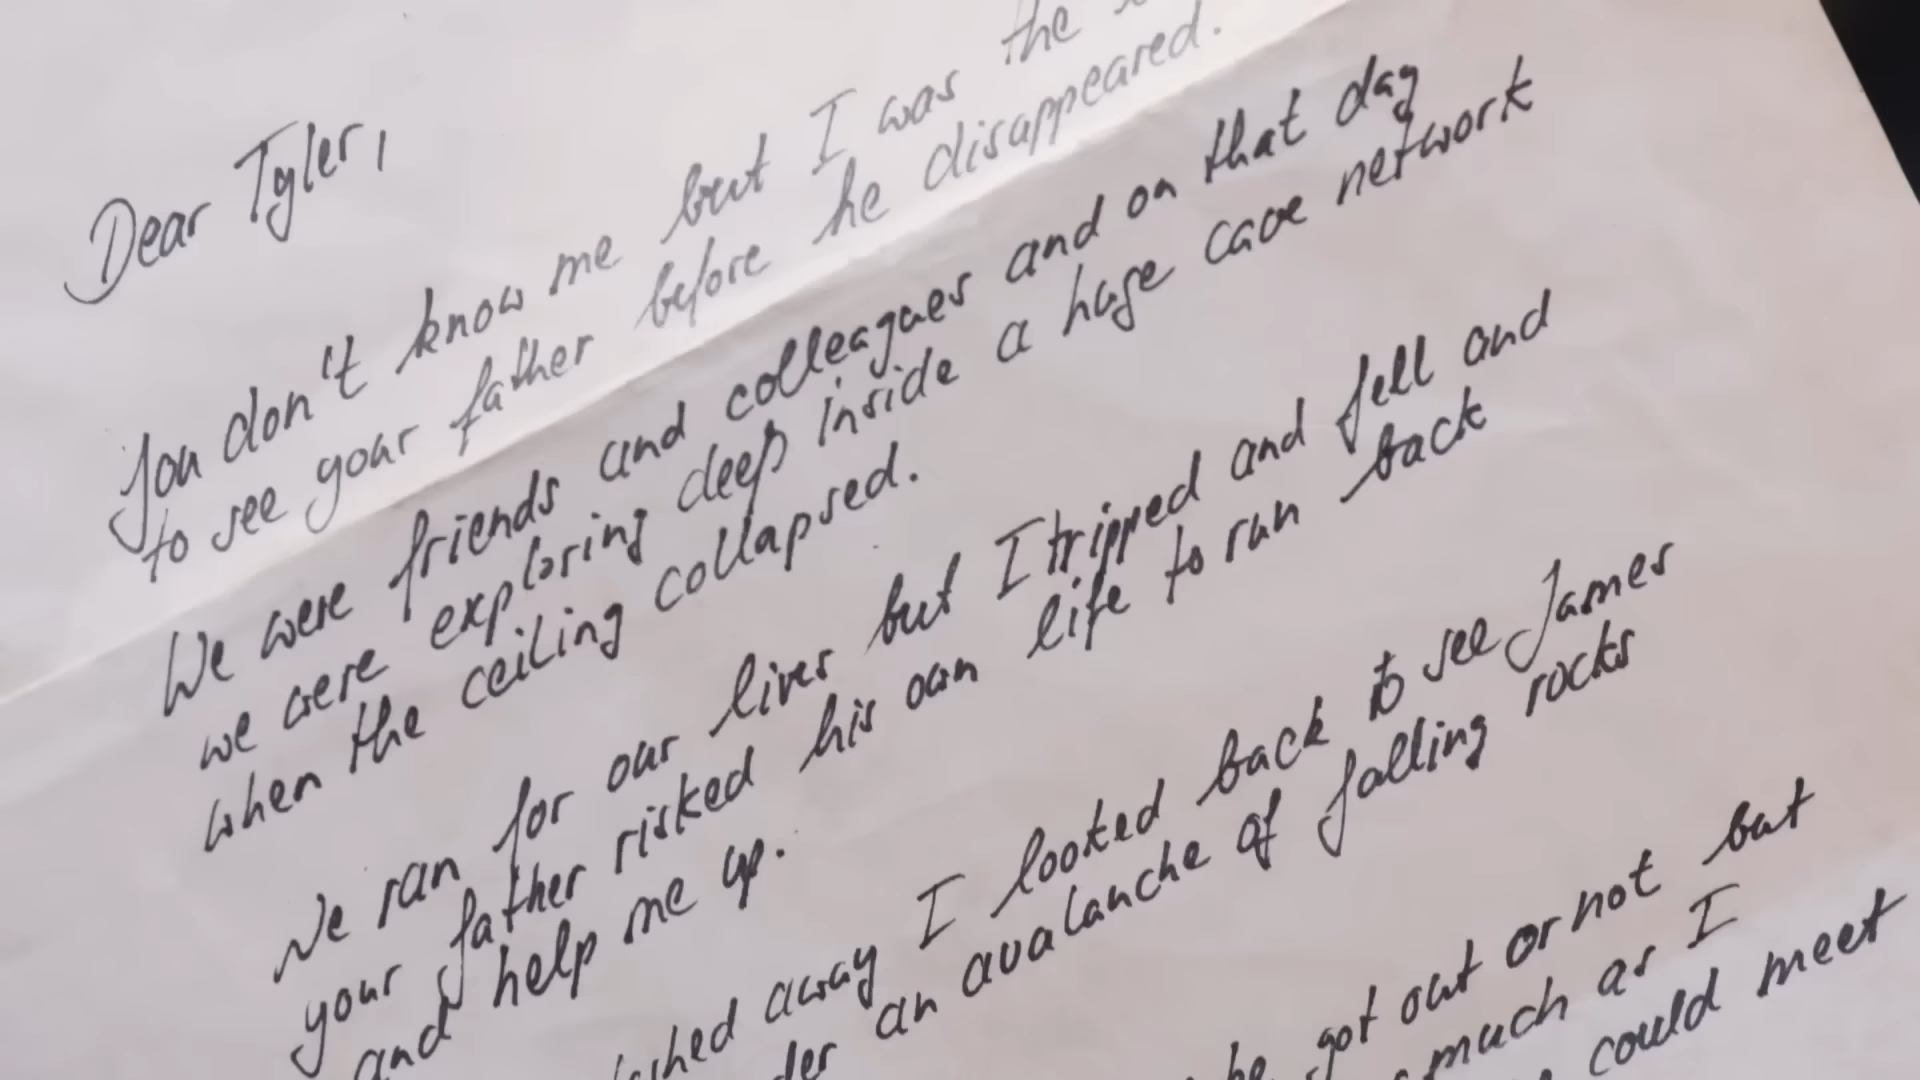 Dear Tyler,
You don't know me but I was the
to see your father before he disappeared.
We were friends and colleagues and on that day
we were exploring deep inside a huge cave network
when the ceiling collapsed.
We ran for our lives but I tripped and fell and
your father risked his own life to run back
and help me up.
away I looked back to see James
an avalanche of falling rocks
he got out or not but
much as I
could meet